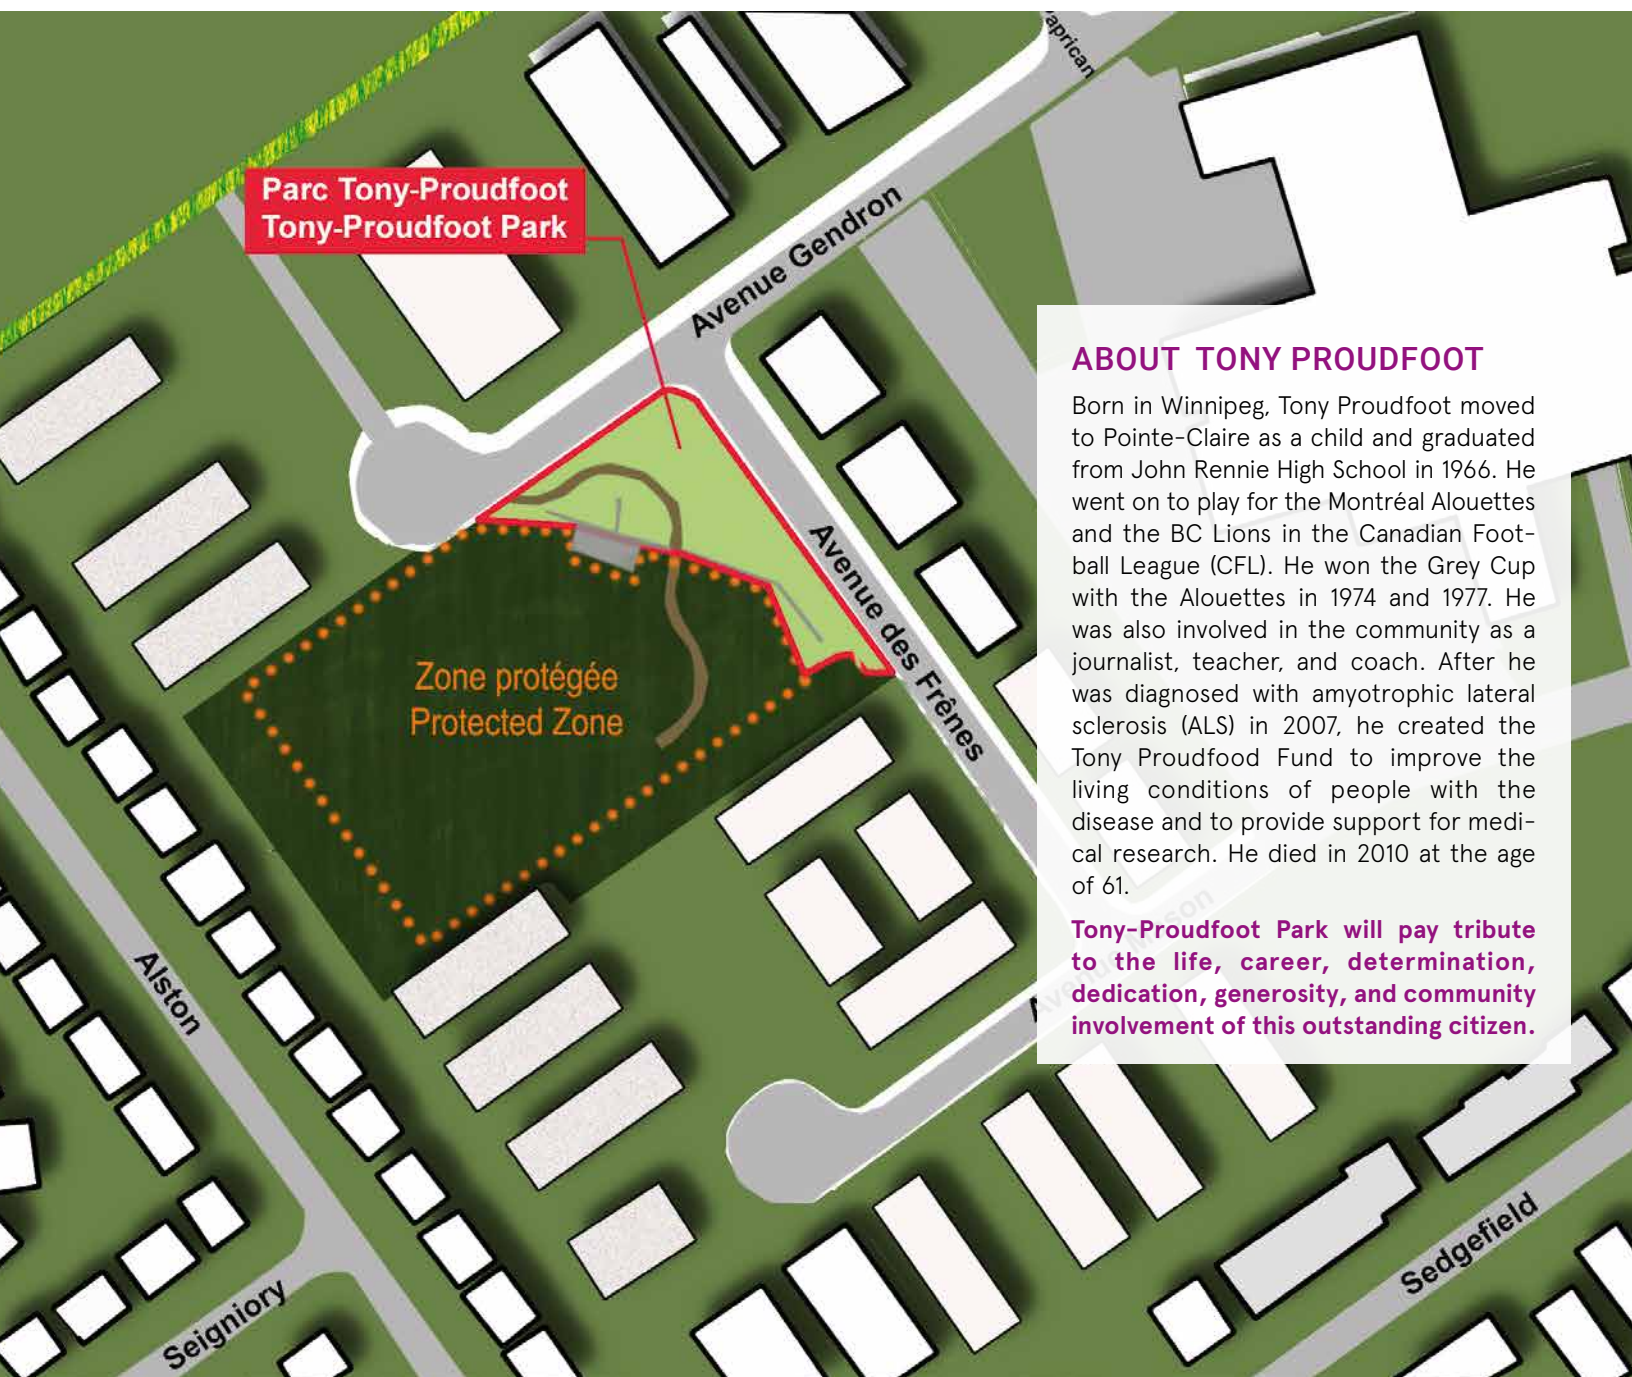 aprican
Parc Tony-Proudfoot
Tony-Proudfoot Park
Avenue Gendron
Avenue des Frênes
Zone protégée
Protected Zone
Alston
Seigniory
Sedgefield
ABOUT TONY PROUDFOOT
Born in Winnipeg, Tony Proudfoot moved
to Pointe-Claire as a child and graduated
from John Rennie High School in 1966. He
went on to play for the Montréal Alouettes
and the BC Lions in the Canadian Foot-
ball League (CFL). He won the Grey Cup
with the Alouettes in 1974 and 1977. He
was also involved in the community as a
journalist, teacher, and coach. After he
was diagnosed with amyotrophic lateral
sclerosis (ALS) in 2007, he created the
Tony Proudfood Fund to improve the
living conditions of people with the
disease and to provide support for medi-
cal research. He died in 2010 at the age
of 61.
Tony-Proudfoot Park will pay tribute
to the life, career, determination,
dedication, generosity, and community
involvement of this outstanding citizen.